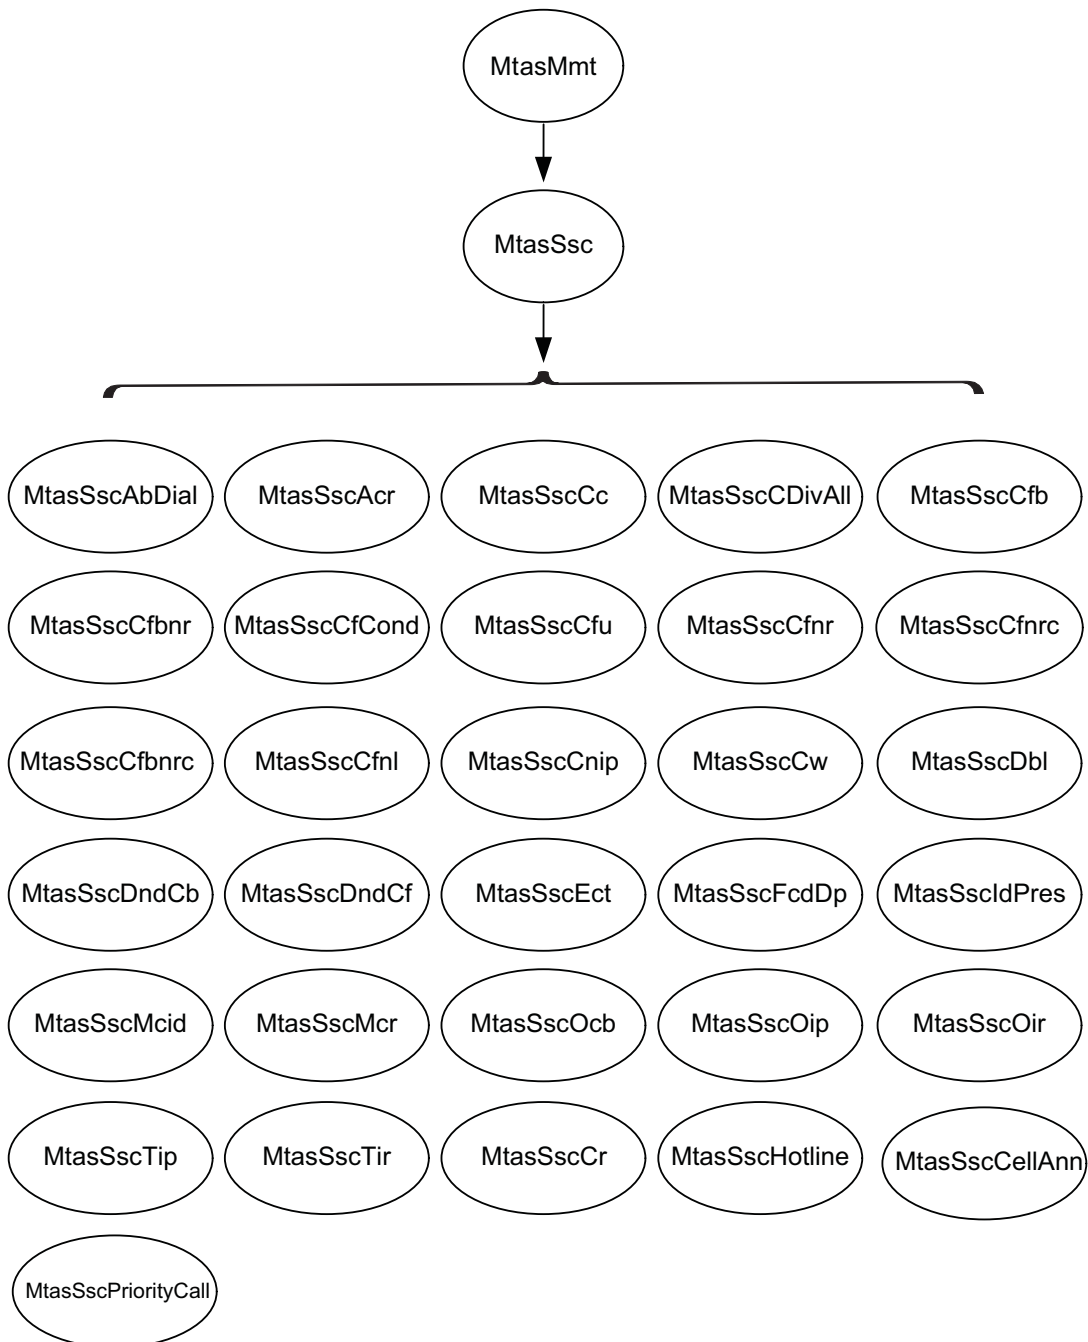 MtasMmt
MtasSsc
MtasSscAbDial
MtasSscAcr
MtasSscCc
MtasSscCDivAll
MtasSscCfb
MtasSscCfbnr
MtasSscCfCond
MtasSscCfu
MtasSscCfnr
MtasSscCfnrc
MtasSscCfbnrc
MtasSscCfnl
MtasSscCnip
MtasSscCw
MtasSscDbl
MtasSscDndCb
MtasSscDndCf
MtasSscEct
MtasSscFcdDp
MtasSscIdPres
MtasSscMcid
MtasSscMcr
MtasSscOcb
MtasSscOip
MtasSscOir
MtasSscTip
MtasSscTir
MtasSscCr
MtasSscHotline
MtasSscCellAnn
MtasSscPriorityCall